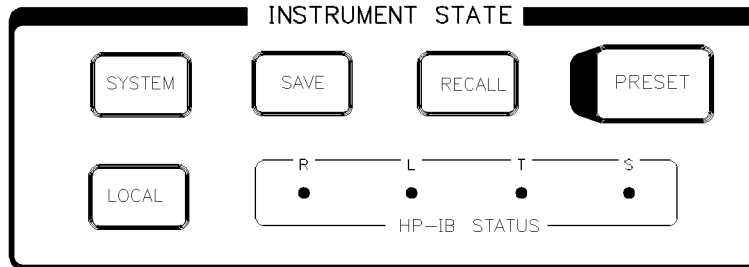 INSTRUMENT STATE
SYSTEM
SAVE
RECALL
PRESET
LOCAL
R L T S
HP-IB STATUS